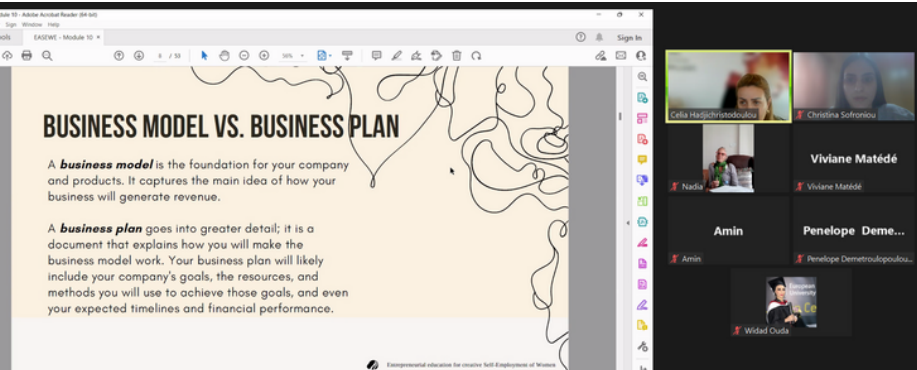 dule 10 - Adobe Acrobat Reader (64-bit)
Sign Window Help
ools
EASEWE - Module 10 ×
Sign In
/ 53
BUSINESS MODEL VS. BUSINESS PLAN
A business model is the foundation for your company
and products. It captures the main idea of how your
business will generate revenue.
A business plan goes into greater detail; it is a
document that explains how you will make the
business model work. Your business plan will likely
include your company's goals, the resources, and
methods you will use to achieve those goals, and even
your expected timelines and financial performance.
Entrepreneurial education for creative Self-Employment of Women
Celia Hadjichristodoulou
Christina Sofroniou
Nadia
Viviane Matédé
Viviane Matédé
Amin
Amin
Penelope Deme...
Penelope Demetroulopoulou..
European
University
Ce
Widad Ouda